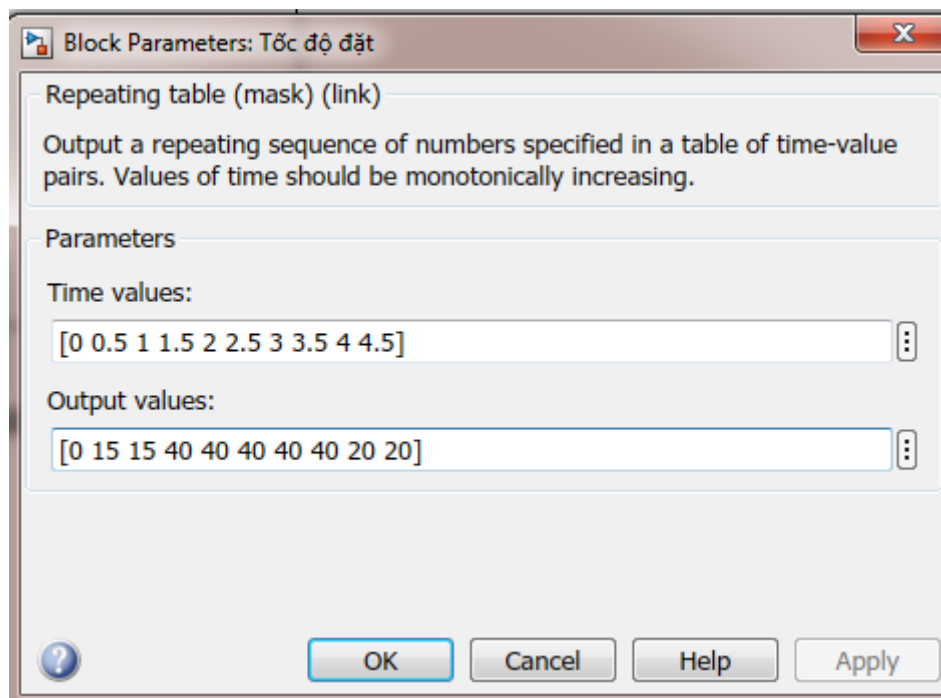 Block Parameters: Tốc độ đặt
Repeating table (mask) (link)
Output a repeating sequence of numbers specified in a table of time-value
pairs. Values of time should be monotonically increasing.
Parameters
Time values:
[0 0.5 1 1.5 2 2.5 3 3.5 4 4.5]
Output values:
[0 15 15 40 40 40 40 40 20 20]
OK Cancel Help Apply